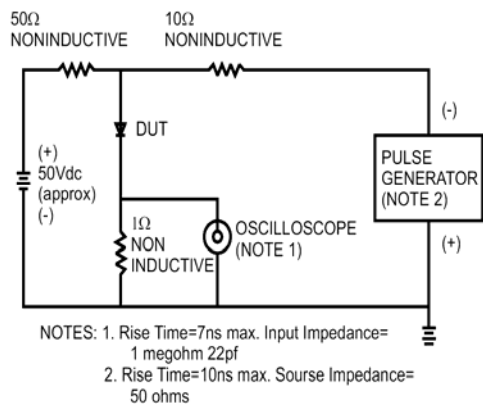 50Ω
NONINDUCTIVE
10Ω
NONINDUCTIVE
(+)
50Vdc
(approx)
(-)
DUT
1Ω
NON
INDUCTIVE
OSCILLOSCOPE
(NOTE 1)
(-)
PULSE
GENERATOR
(NOTE 2)
(+)
NOTES: 1. Rise Time=7ns max. Input Impedance=
1 megohm 22pf
2. Rise Time=10ns max. Sourse Impedance=
50 ohms